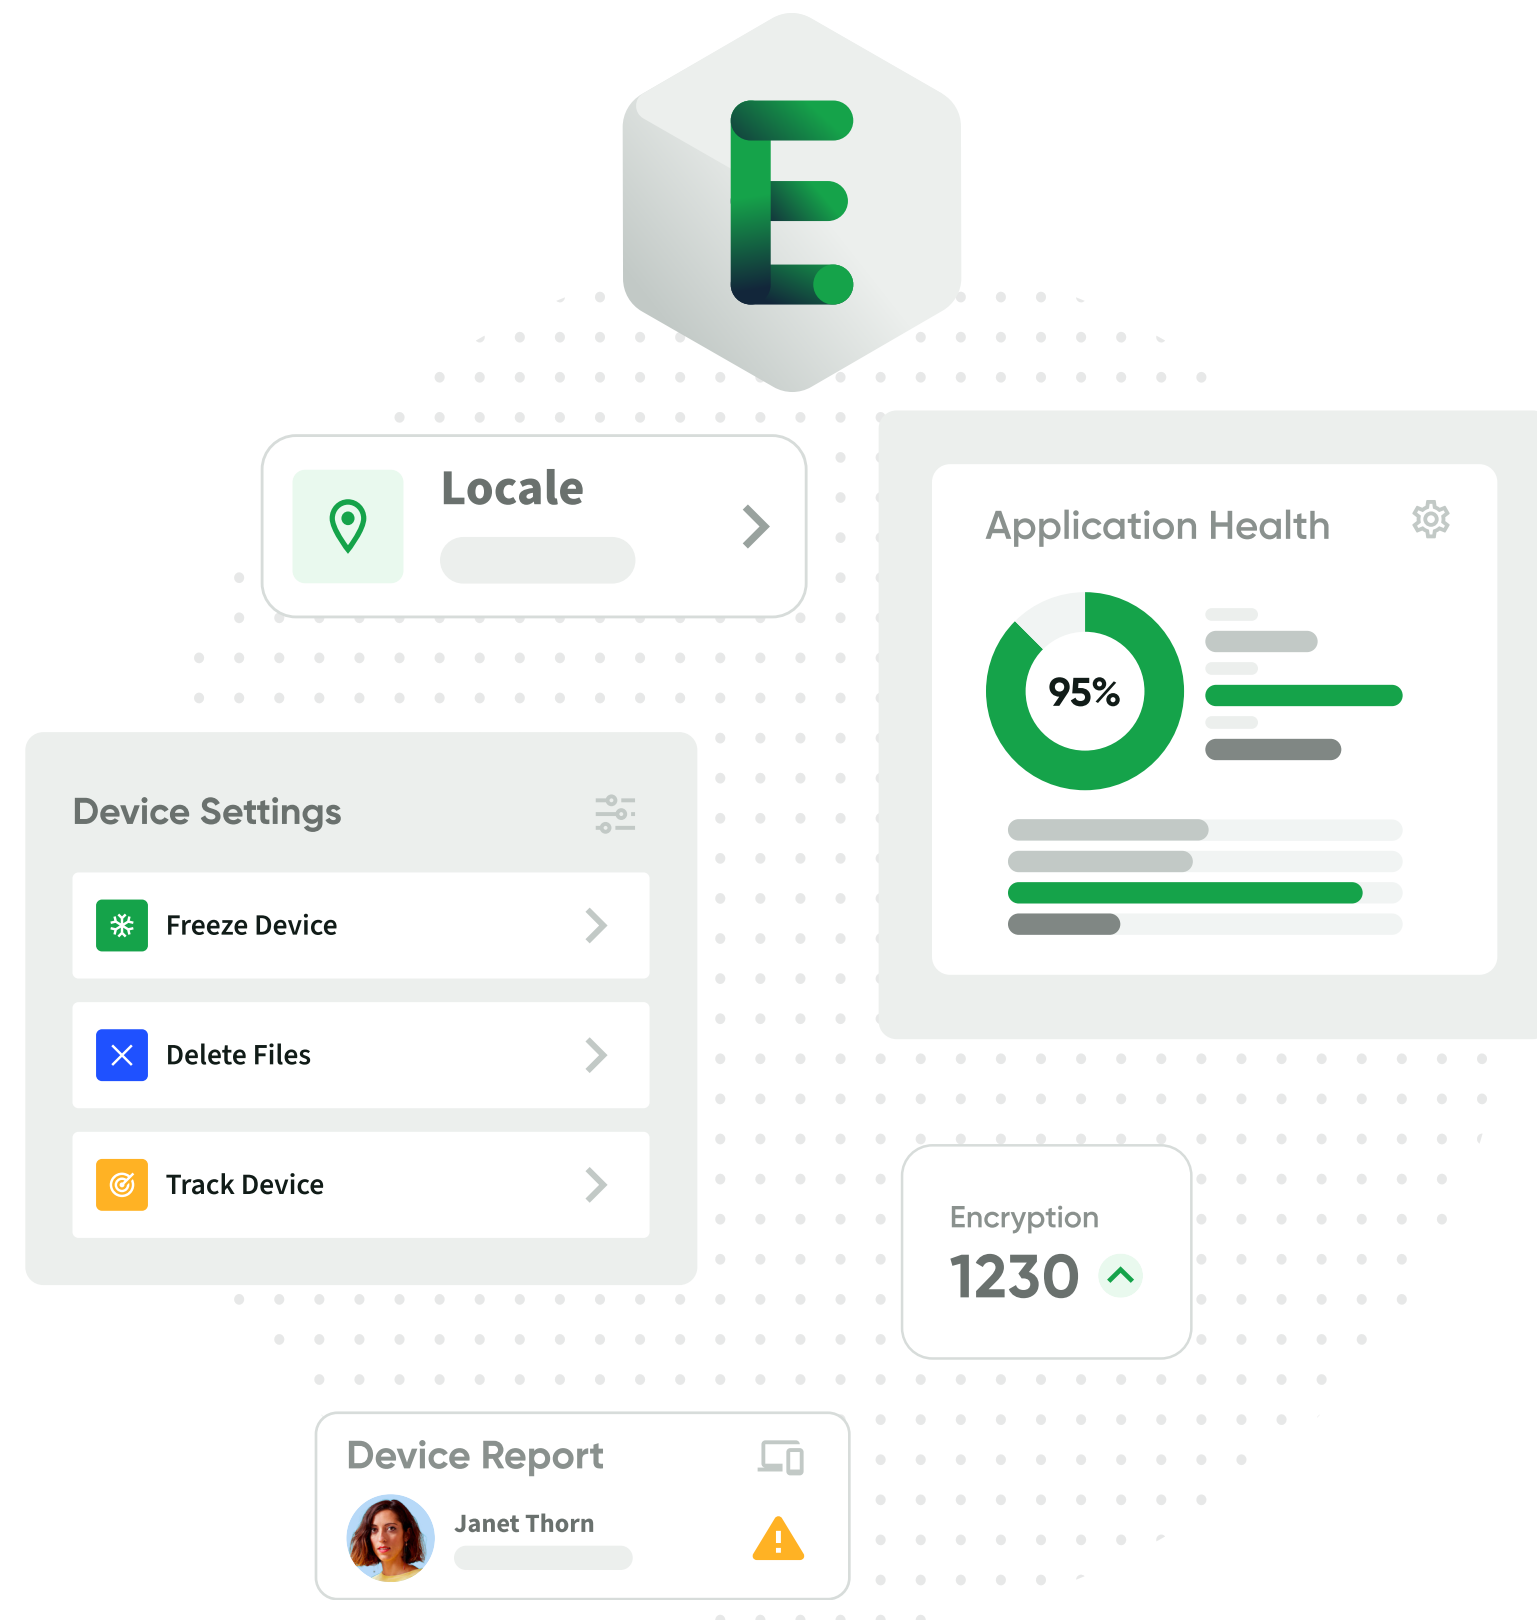 E
Locale
Application Health
95%
Device Settings
Freeze Device
Delete Files
Track Device
Encryption
1230
Device Report
Janet Thorn